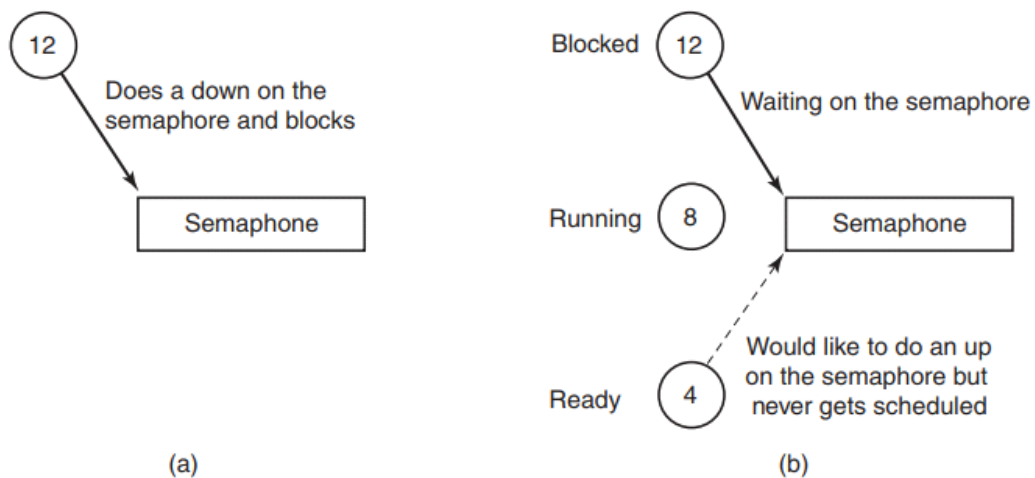 12
Does a down on the
semaphore and blocks
Semaphone
(a)
Blocked
12
Waiting on the semaphore
Running
8
Semaphone
Would like to do an up
on the semaphore but
never gets scheduled
Ready
4
(b)